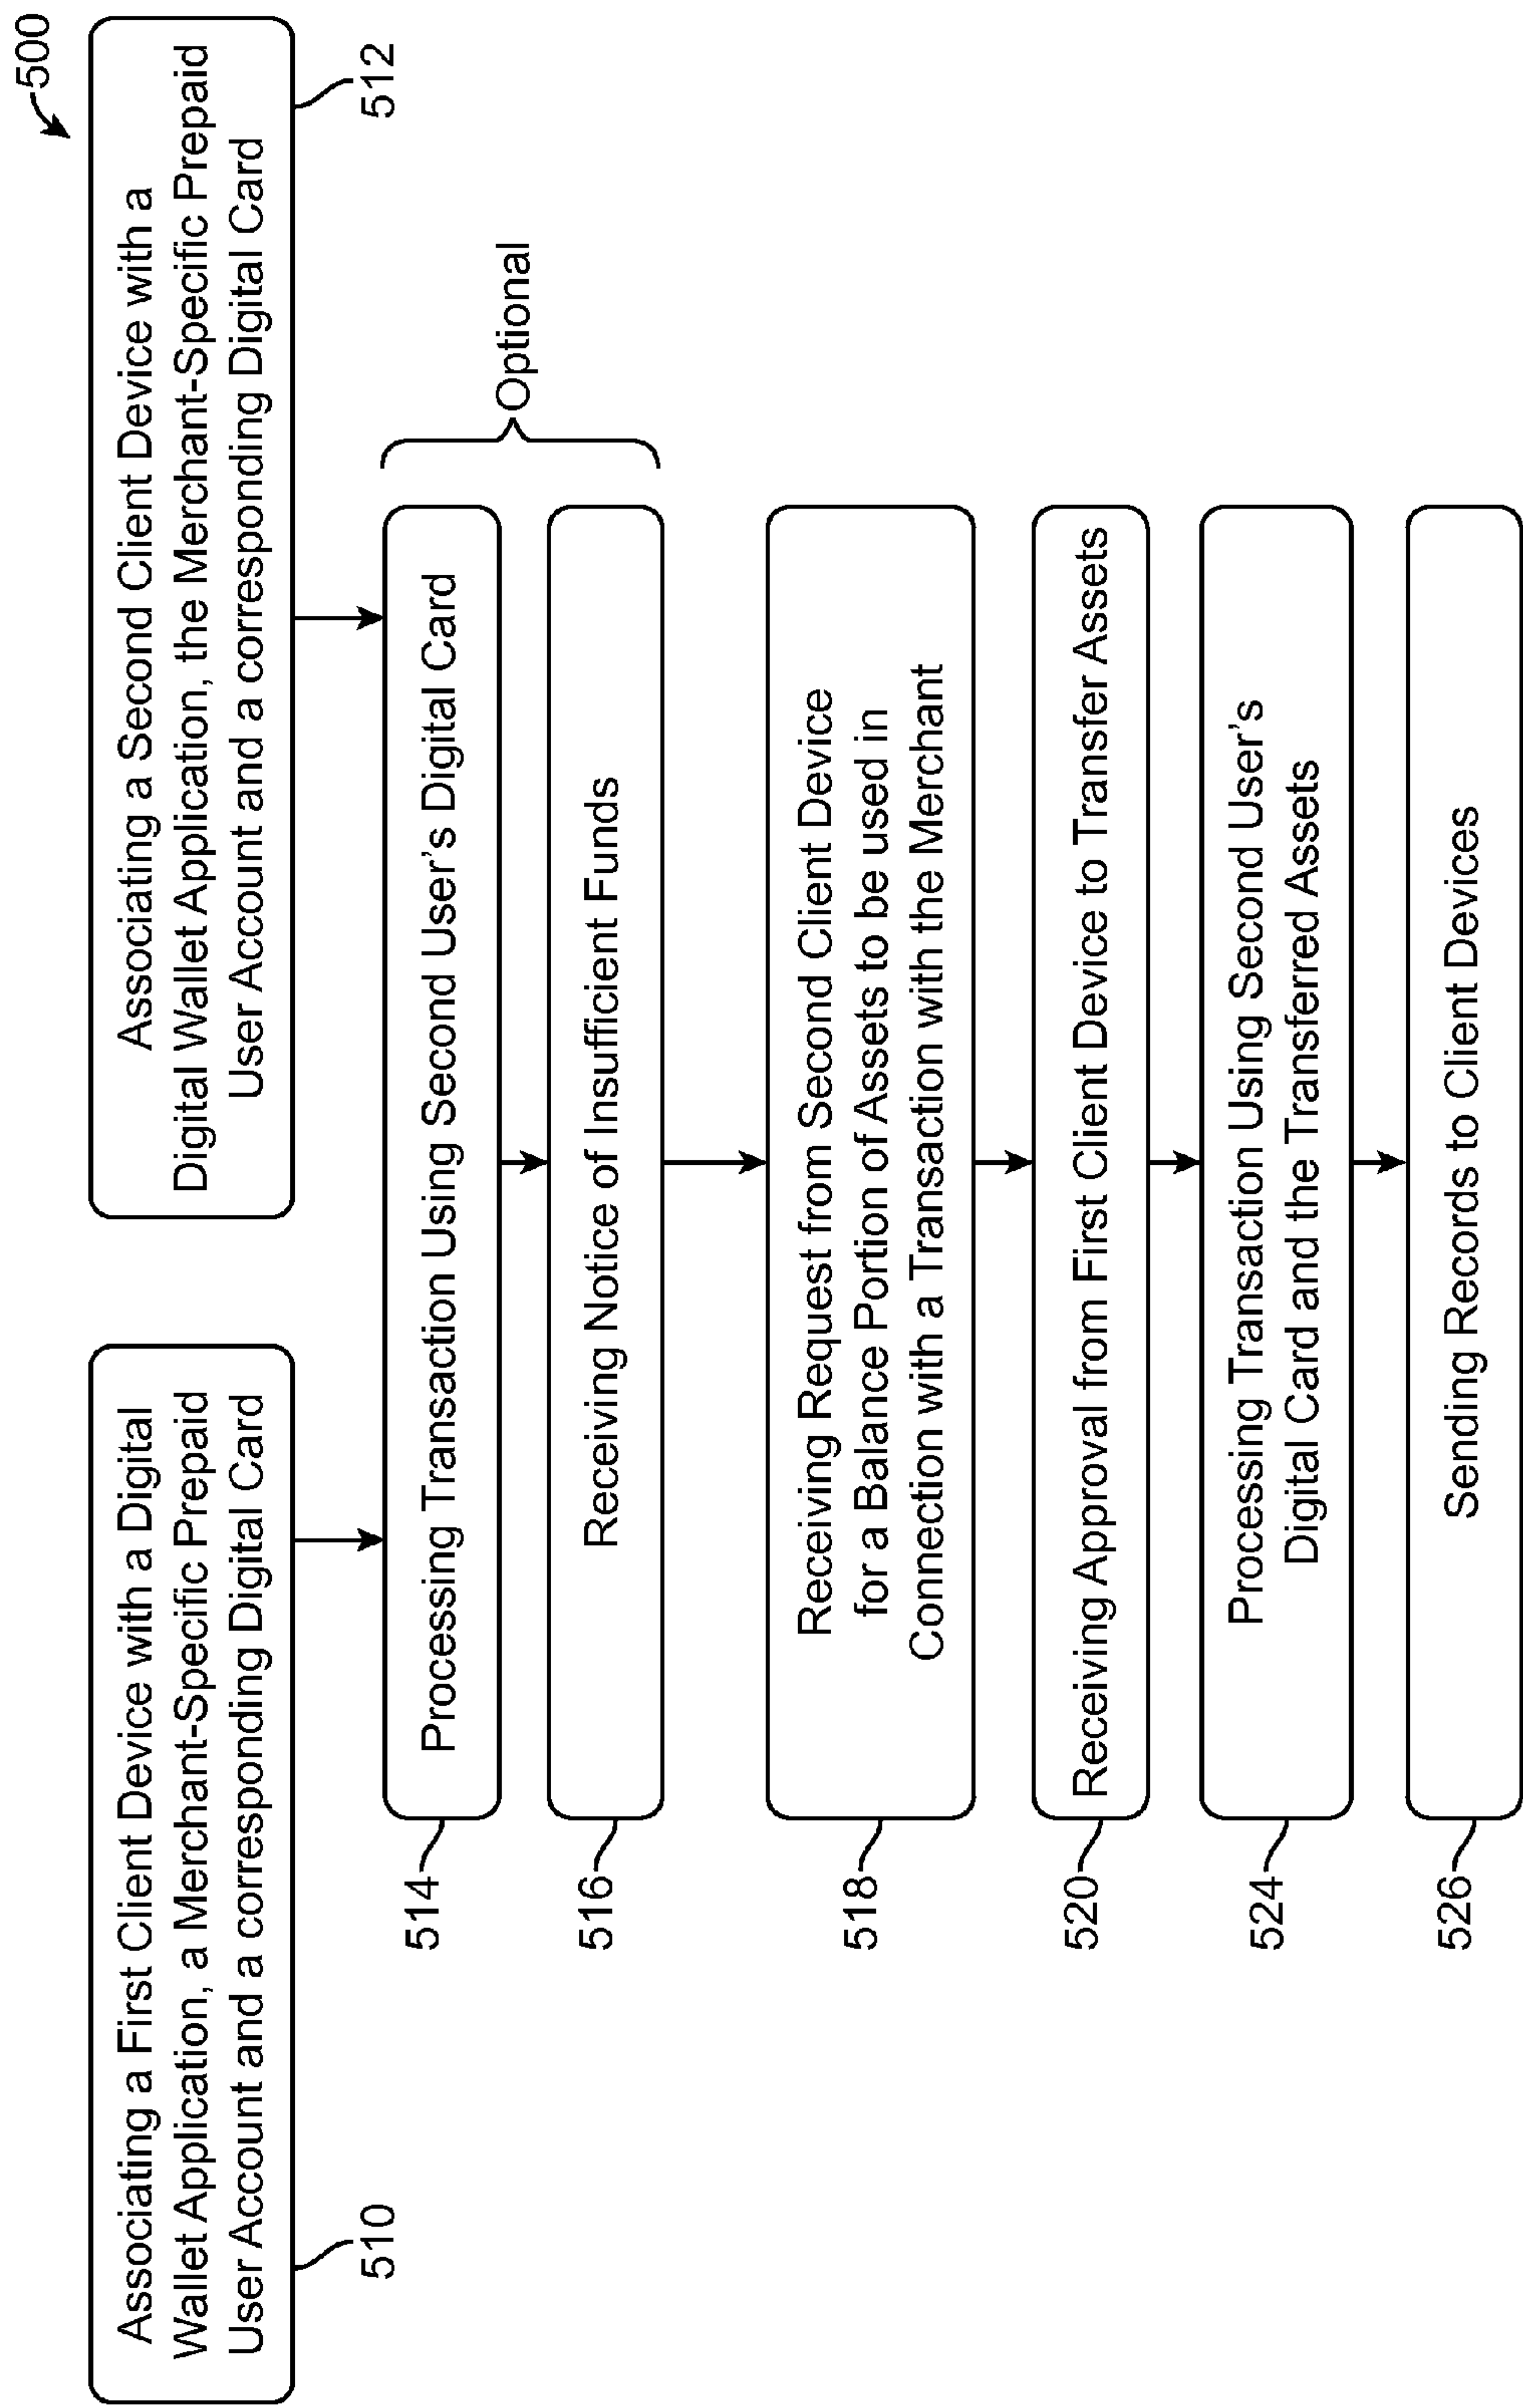 500
Associating a First Client Device with a Digital
Wallet Application, a Merchant-Specific Prepaid
User Account and a corresponding Digital Card
510
Associating a Second Client Device with a
Digital Wallet Application, the Merchant-Specific Prepaid
User Account and a corresponding Digital Card
512
514
Processing Transaction Using Second User's Digital Card
Optional
516
Receiving Notice of Insufficient Funds
518
Receiving Request from Second Client Device
for a Balance Portion of Assets to be used in
Connection with a Transaction with the Merchant
520
Receiving Approval from First Client Device to Transfer Assets
524
Processing Transaction Using Second User's
Digital Card and the Transferred Assets
526
Sending Records to Client Devices